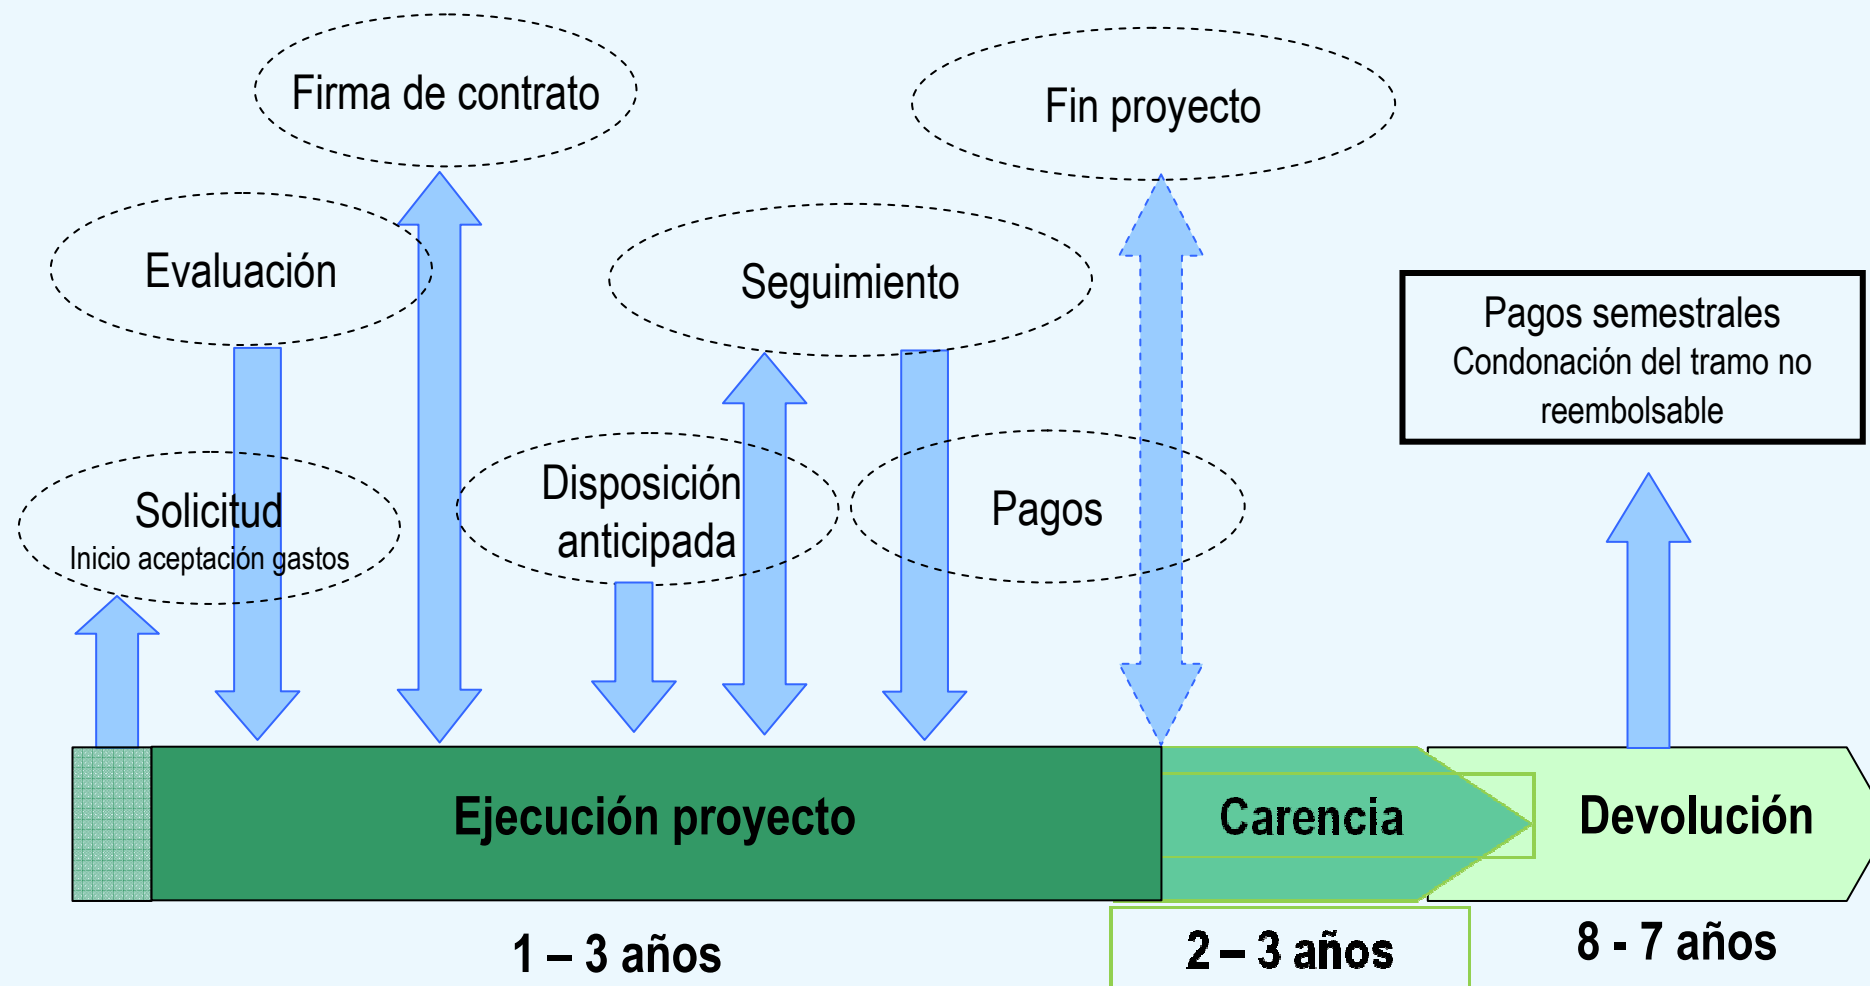 Firma de contrato
Fin proyecto
Evaluación
Seguimiento
Pagos semestrales
Condonación del tramo no
reembolsable
Solicitud
Inicio aceptación gastos
Disposición
anticipada
Pagos
Ejecución proyecto
Carencia
Devolución
1 – 3 años
2 – 3 años
8 - 7 años